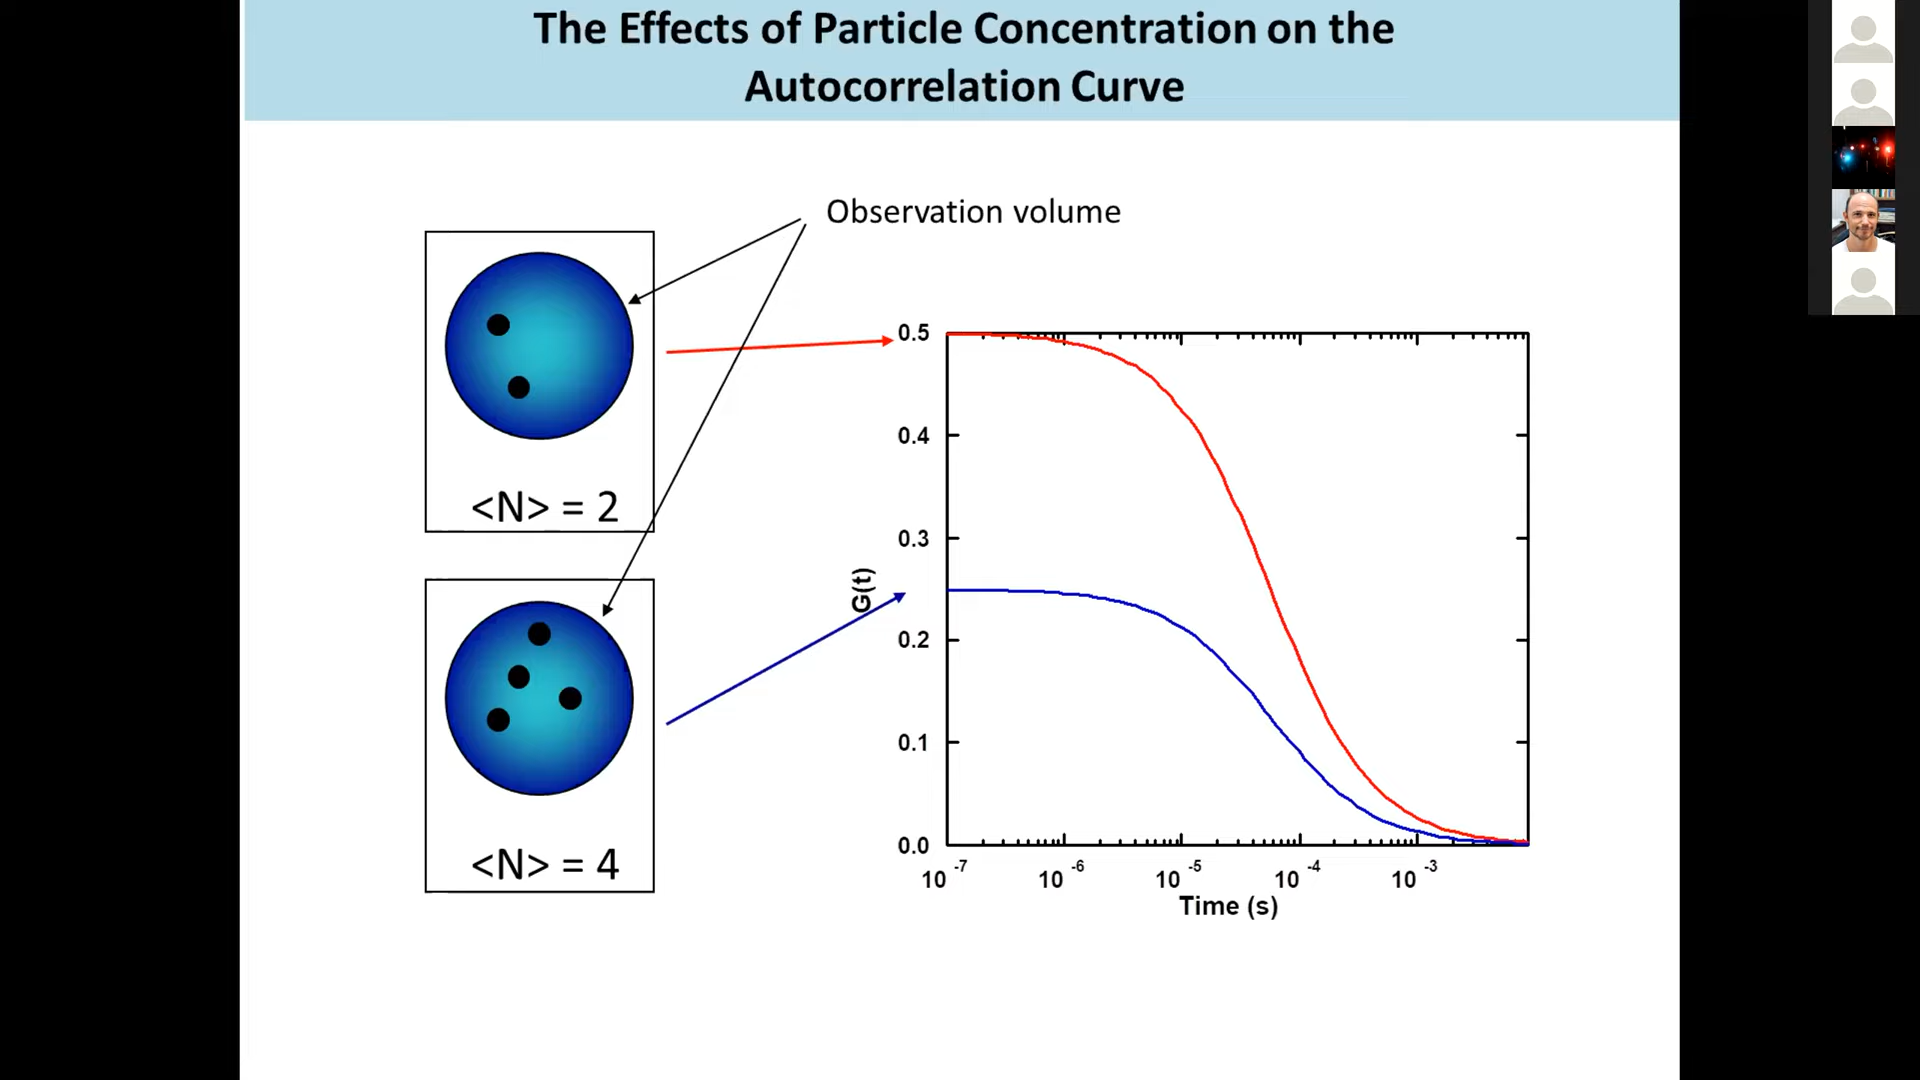 The Effects of Particle Concentration on the
Autocorrelation Curve
Observation volume
<N> = 2
<N> = 4
G(t)
0.5
0.4
0.3
0.2
0.1
0.0
10 -7
10 -6
10 -5
10 -4
10 -3
Time (s)